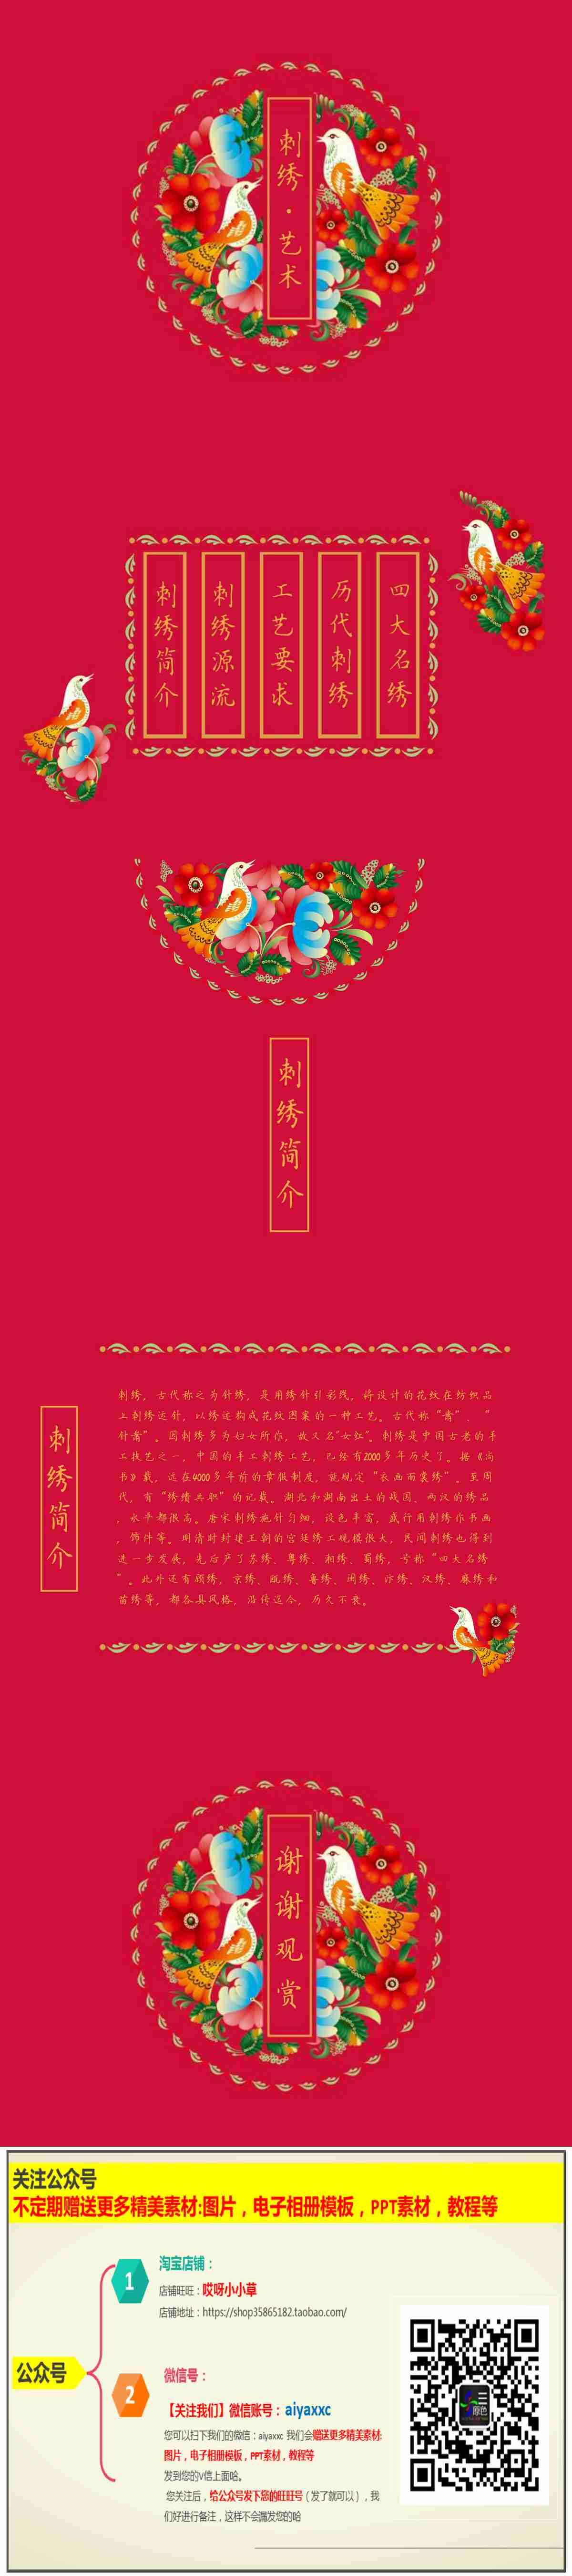 刺绣·艺术
刺绣简介
刺绣源流
工艺要求
历代刺绣
四大名绣
刺绣简介
刺绣简介
刺绣，古代称之为针绣，是用绣针引彩线，将设计的花纹在纺织品
上刺绣运针，以绣迹构成花纹图案的一种工艺。古代称“黹”、“
针黹”。因刺绣多为妇女所作，故又名“女红”。刺绣是中国古老的手
工技艺之一，中国的手工刺绣工艺，已经有2000多年历史了。据《尚
书》载，远在4000多年前的章服制度，就规定“衣画而裳绣”。至周
代，有“绣缋共职”的记载。湖北和湖南出土的战国、两汉的绣品
，水平都很高。唐宋刺绣施针匀细，设色丰富，盛行用刺绣作书画
，饰件等。明清时封建王朝的宫廷绣工规模很大，民间刺绣也得到
进一步发展，先后产了苏绣、粤绣、湘绣、蜀绣，号称“四大名绣
”。此外还有顾绣，京绣、瓯绣、鲁绣、闽绣、汴绣、汉绣、麻绣和
苗绣等，都各具风格，沿传迄今，历久不衰。
谢谢观赏
关注公众号
不定期赠送更多精美素材:图片，电子相册模板，PPT素材，教程等
公众号
1
淘宝店铺：
店铺旺旺：哎呀小小草
店铺地址：https://shop35865182.taobao.com/
2
微信号：
【关注我们】微信账号：aiyaxxc
您可以扫下我们的微信：aiyaxxc 我们会赠送更多精美素材:
图片，电子相册模板，PPT素材，教程等
发到您的V信上面哈。
您关注后，给公众号发下您的旺旺号（发了就可以），我
们好进行备注，这样不会漏发您的哈
三原色